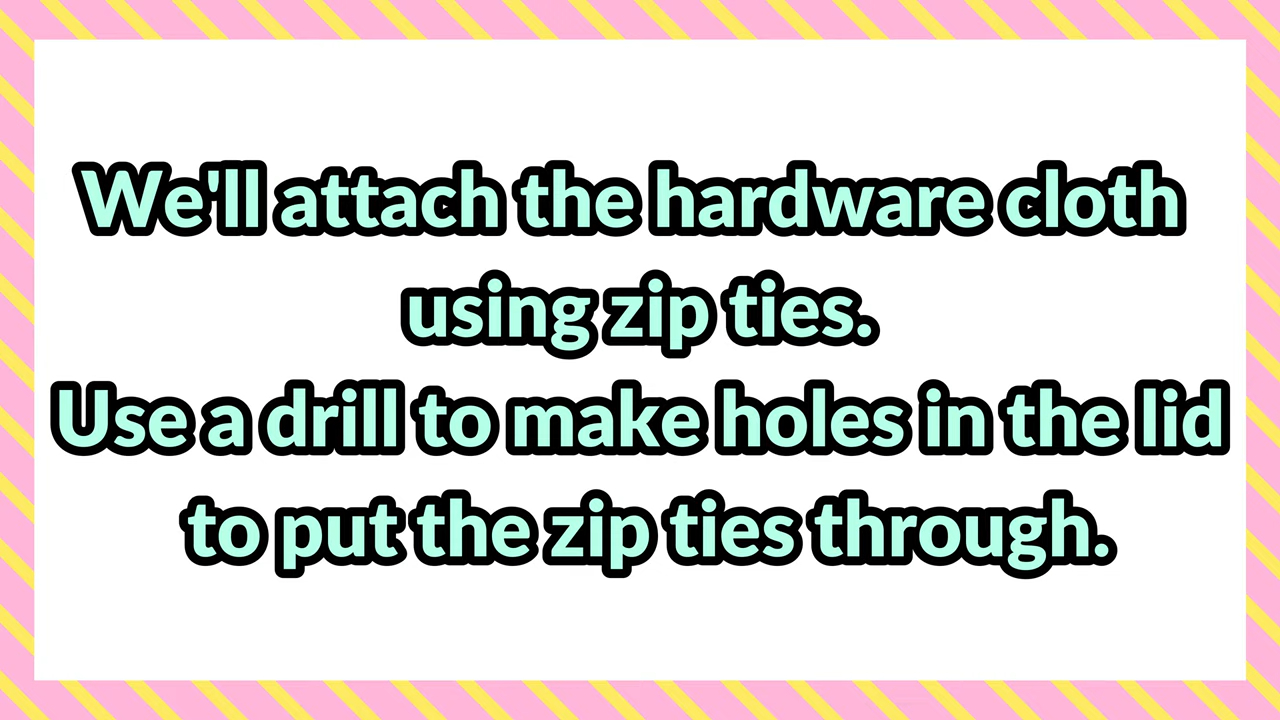 We'll attach the hardware cloth
using zip ties.
Use a drill to make holes in the lid
to put the zip ties through.